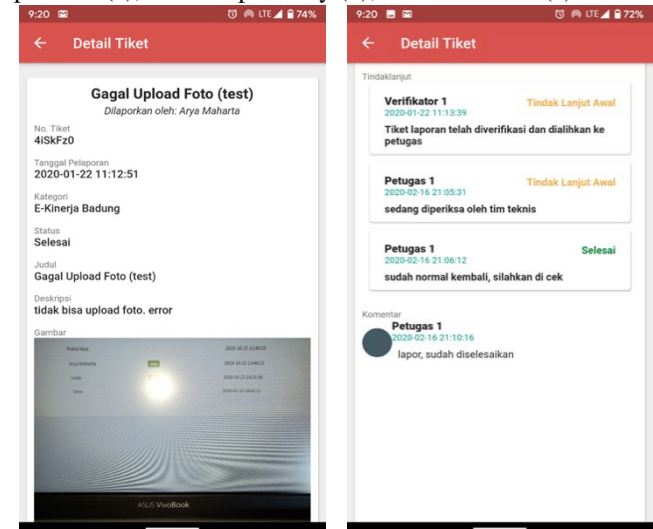 9:20 LTE 74%
Detail Tiket
Gagal Upload Foto (test)
Dilaporkan oleh: Arya Maharta
No. Tiket
4iSkFz0
Tanggal Pelaporan
2020-01-22 11:12:51
Kategori
E-Kinerja Badung
Status
Selesai
Judul
Gagal Upload Foto (test)
Deskripsi
tidak bisa upload foto. error
Gambar
Arya Maharta
ASUS VivoBook
9:20 LTE 72%
Detail Tiket
Tindaklanjut
Verifikator 1 Tindak Lanjut Awal
2020-01-22 11:13:39
Tiket laporan telah diverifikasi dan dialihkan ke
petugas
Petugas 1 Tindak Lanjut Awal
2020-02-16 21:05:31
sedang diperiksa oleh tim teknis
Petugas 1 Selesai
2020-02-16 21:06:12
sudah normal kembali, silahkan di cek
Komentar
Petugas 1
2020-02-16 21:10:16
lapor, sudah diselesaikan